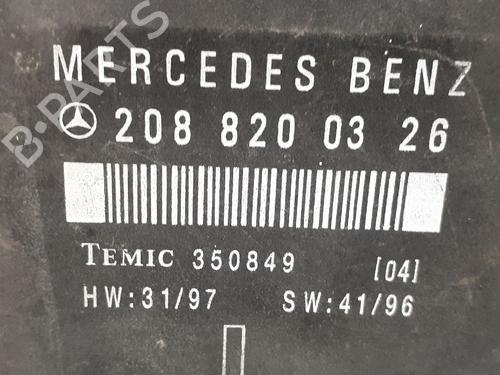 MERCEDES BENZ
208 820 03 26
TEMIC 350849 [04]
HW:31/97 SW:41/96
B-PARTS